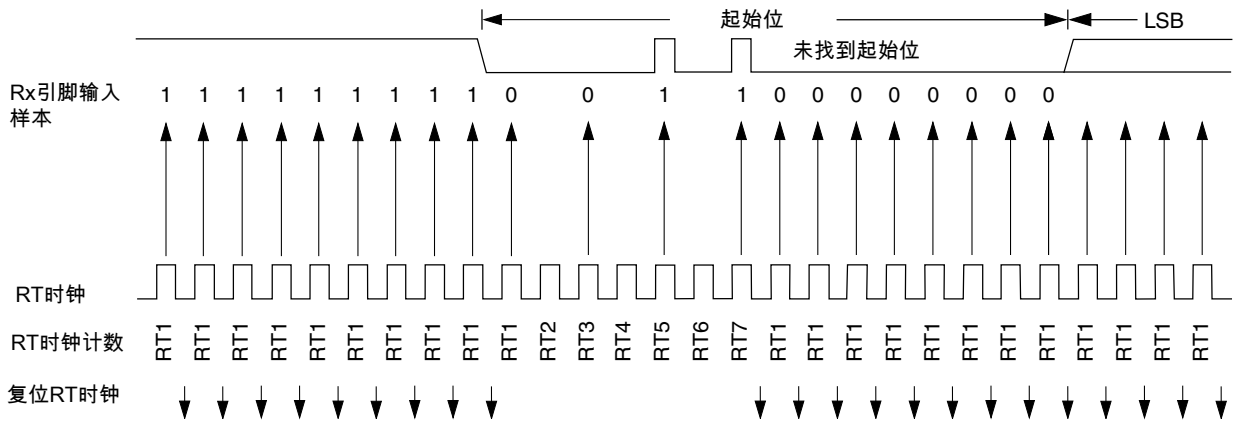 起始位
LSB
未找到起始位
Rx引脚输入
样本
1 1 1 1 1 1 1 1 1 0 0 1 1 0 0 0 0 0 0 0 0
RT时钟
RT时钟计数
RT1 RT1 RT1 RT1 RT1 RT1 RT1 RT1 RT1 RT1 RT2 RT3 RT4 RT5 RT6 RT7 RT1 RT1 RT1 RT1 RT1 RT1 RT1 RT1 RT1 RT1 RT1 RT1
复位RT时钟